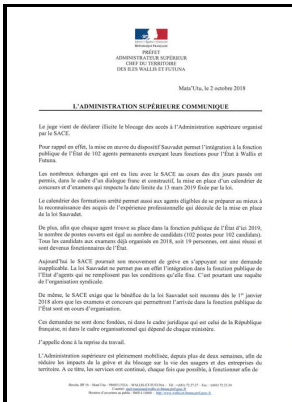 Liberté • Égalité • Fraternité
RÉPUBLIQUE FRANÇAISE
PRÉFET
ADMINISTRATEUR SUPÉRIEUR
CHEF DU TERRITOIRE
DES ILES WALLIS ET FUTUNA
Mata'Utu, le 2 octobre 2018
L'ADMINISTRATION SUPÉRIEURE COMMUNIQUE
Le juge vient de déclarer illicite le blocage des accès à l'Administration supérieure organisé
par le SACE.
Pour rappel en effet, la mise en œuvre du dispositif Sauvadet permet l'intégration à la fonction
publique de l'État de 102 agents permanents exerçant leurs fonctions pour l'État à Wallis et
Futuna.
Les nombreux échanges qui ont eu lieu avec le SACE au cours des dix jours passés ont
permis, dans le cadre d'un dialogue franc et constructif, la mise en place d'un calendrier de
concours et d'examens qui respecte la date limite du 13 mars 2019 fixée par la loi.
Le calendrier des formations arrêté permet aussi aux agents éligibles de se préparer au mieux à
la reconnaissance des acquis de l'expérience professionnelle qui découle de la mise en place
de la loi Sauvadet.
De plus, afin que chaque agent trouve sa place dans la fonction publique de l'État d'ici 2019,
le nombre de postes ouverts est égal au nombre de candidats (102 postes pour 102 candidats).
Tous les candidats aux examens déjà organisés en 2018, soit 19 personnes, ont ainsi réussi et
sont devenus fonctionnaires de l'État.
Aujourd'hui le SACE poursuit son mouvement de grève en s'appuyant sur une demande
inapplicable. La loi Sauvadet ne permet pas en effet l'intégration dans la fonction publique de
l'État d'agents qui ne remplissent pas les conditions qu'elle fixe. C'est pourtant une requête
de l'organisation syndicale.
De même, le SACE exige que le bénéfice de la loi Sauvadet soit reconnu dès le 1er janvier
2018 alors que les examens et concours qui permettront l'arrivée dans la fonction publique de
l'État sont en cours d'organisation.
Ces demandes ne sont donc fondées, ni dans le cadre juridique qui est celui de la République
française, ni dans le cadre organisationnel qui dépend de chaque ministère.
J'appelle donc à la reprise du travail.
L'Administration supérieure est pleinement mobilisée, depuis plus de deux semaines, afin de
réduire les impacts de la grève et du blocage sur la vie des usagers et des entreprises du
territoire. A ce titre, les services ont continué, chaque fois que possible, à fonctionner afin de